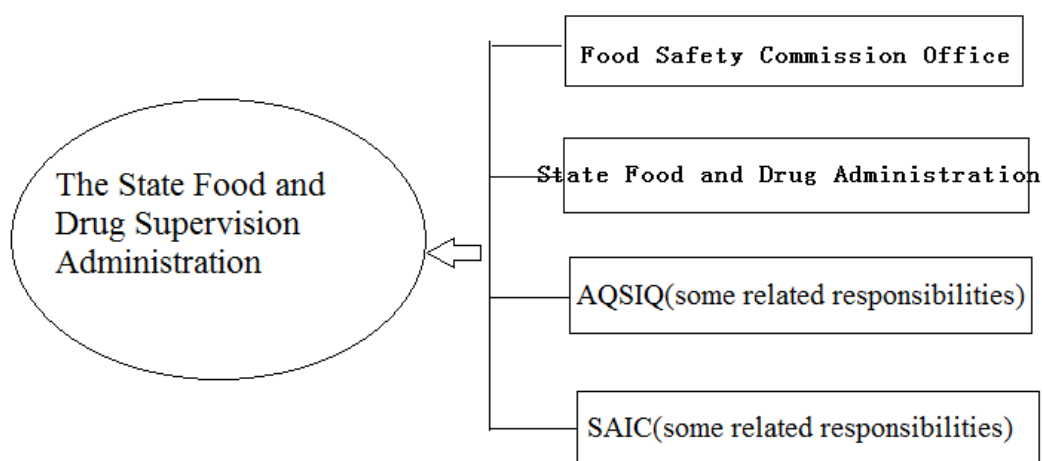 The State Food and
Drug Supervision
Administration
Food Safety Commission Office
State Food and Drug Administration
AQSIQ(some related responsibilities)
SAIC(some related responsibilities)